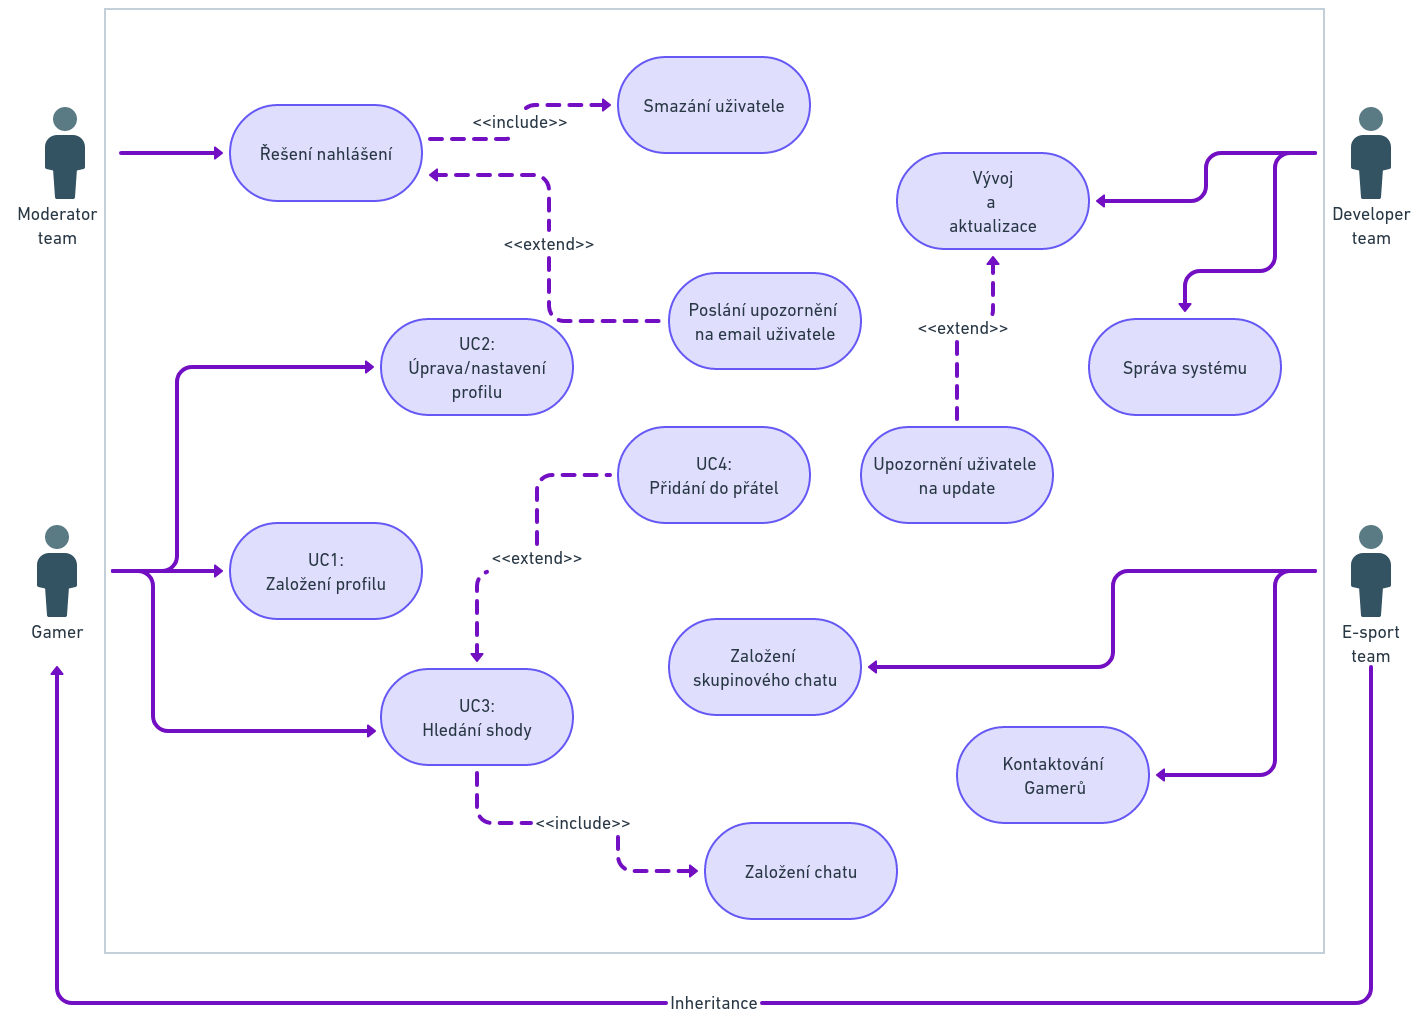 Smazání uživatele
<<include>>
Řešení nahlášení
Moderator
team
Vývoj
a
aktualizace
Developer
team
<<extend>>
Poslání upozornění
na email uživatele
<<extend>>
UC2:
Úprava/nastavení
profilu
Správa systému
UC4:
Přidání do přátel
Upozornění uživatele
na update
<<extend>>
UC1:
Založení profilu
Gamer
E-sport
team
Založení
skupinového chatu
UC3:
Hledání shody
Kontaktování
Gamerů
<<include>>
Založení chatu
Inheritance